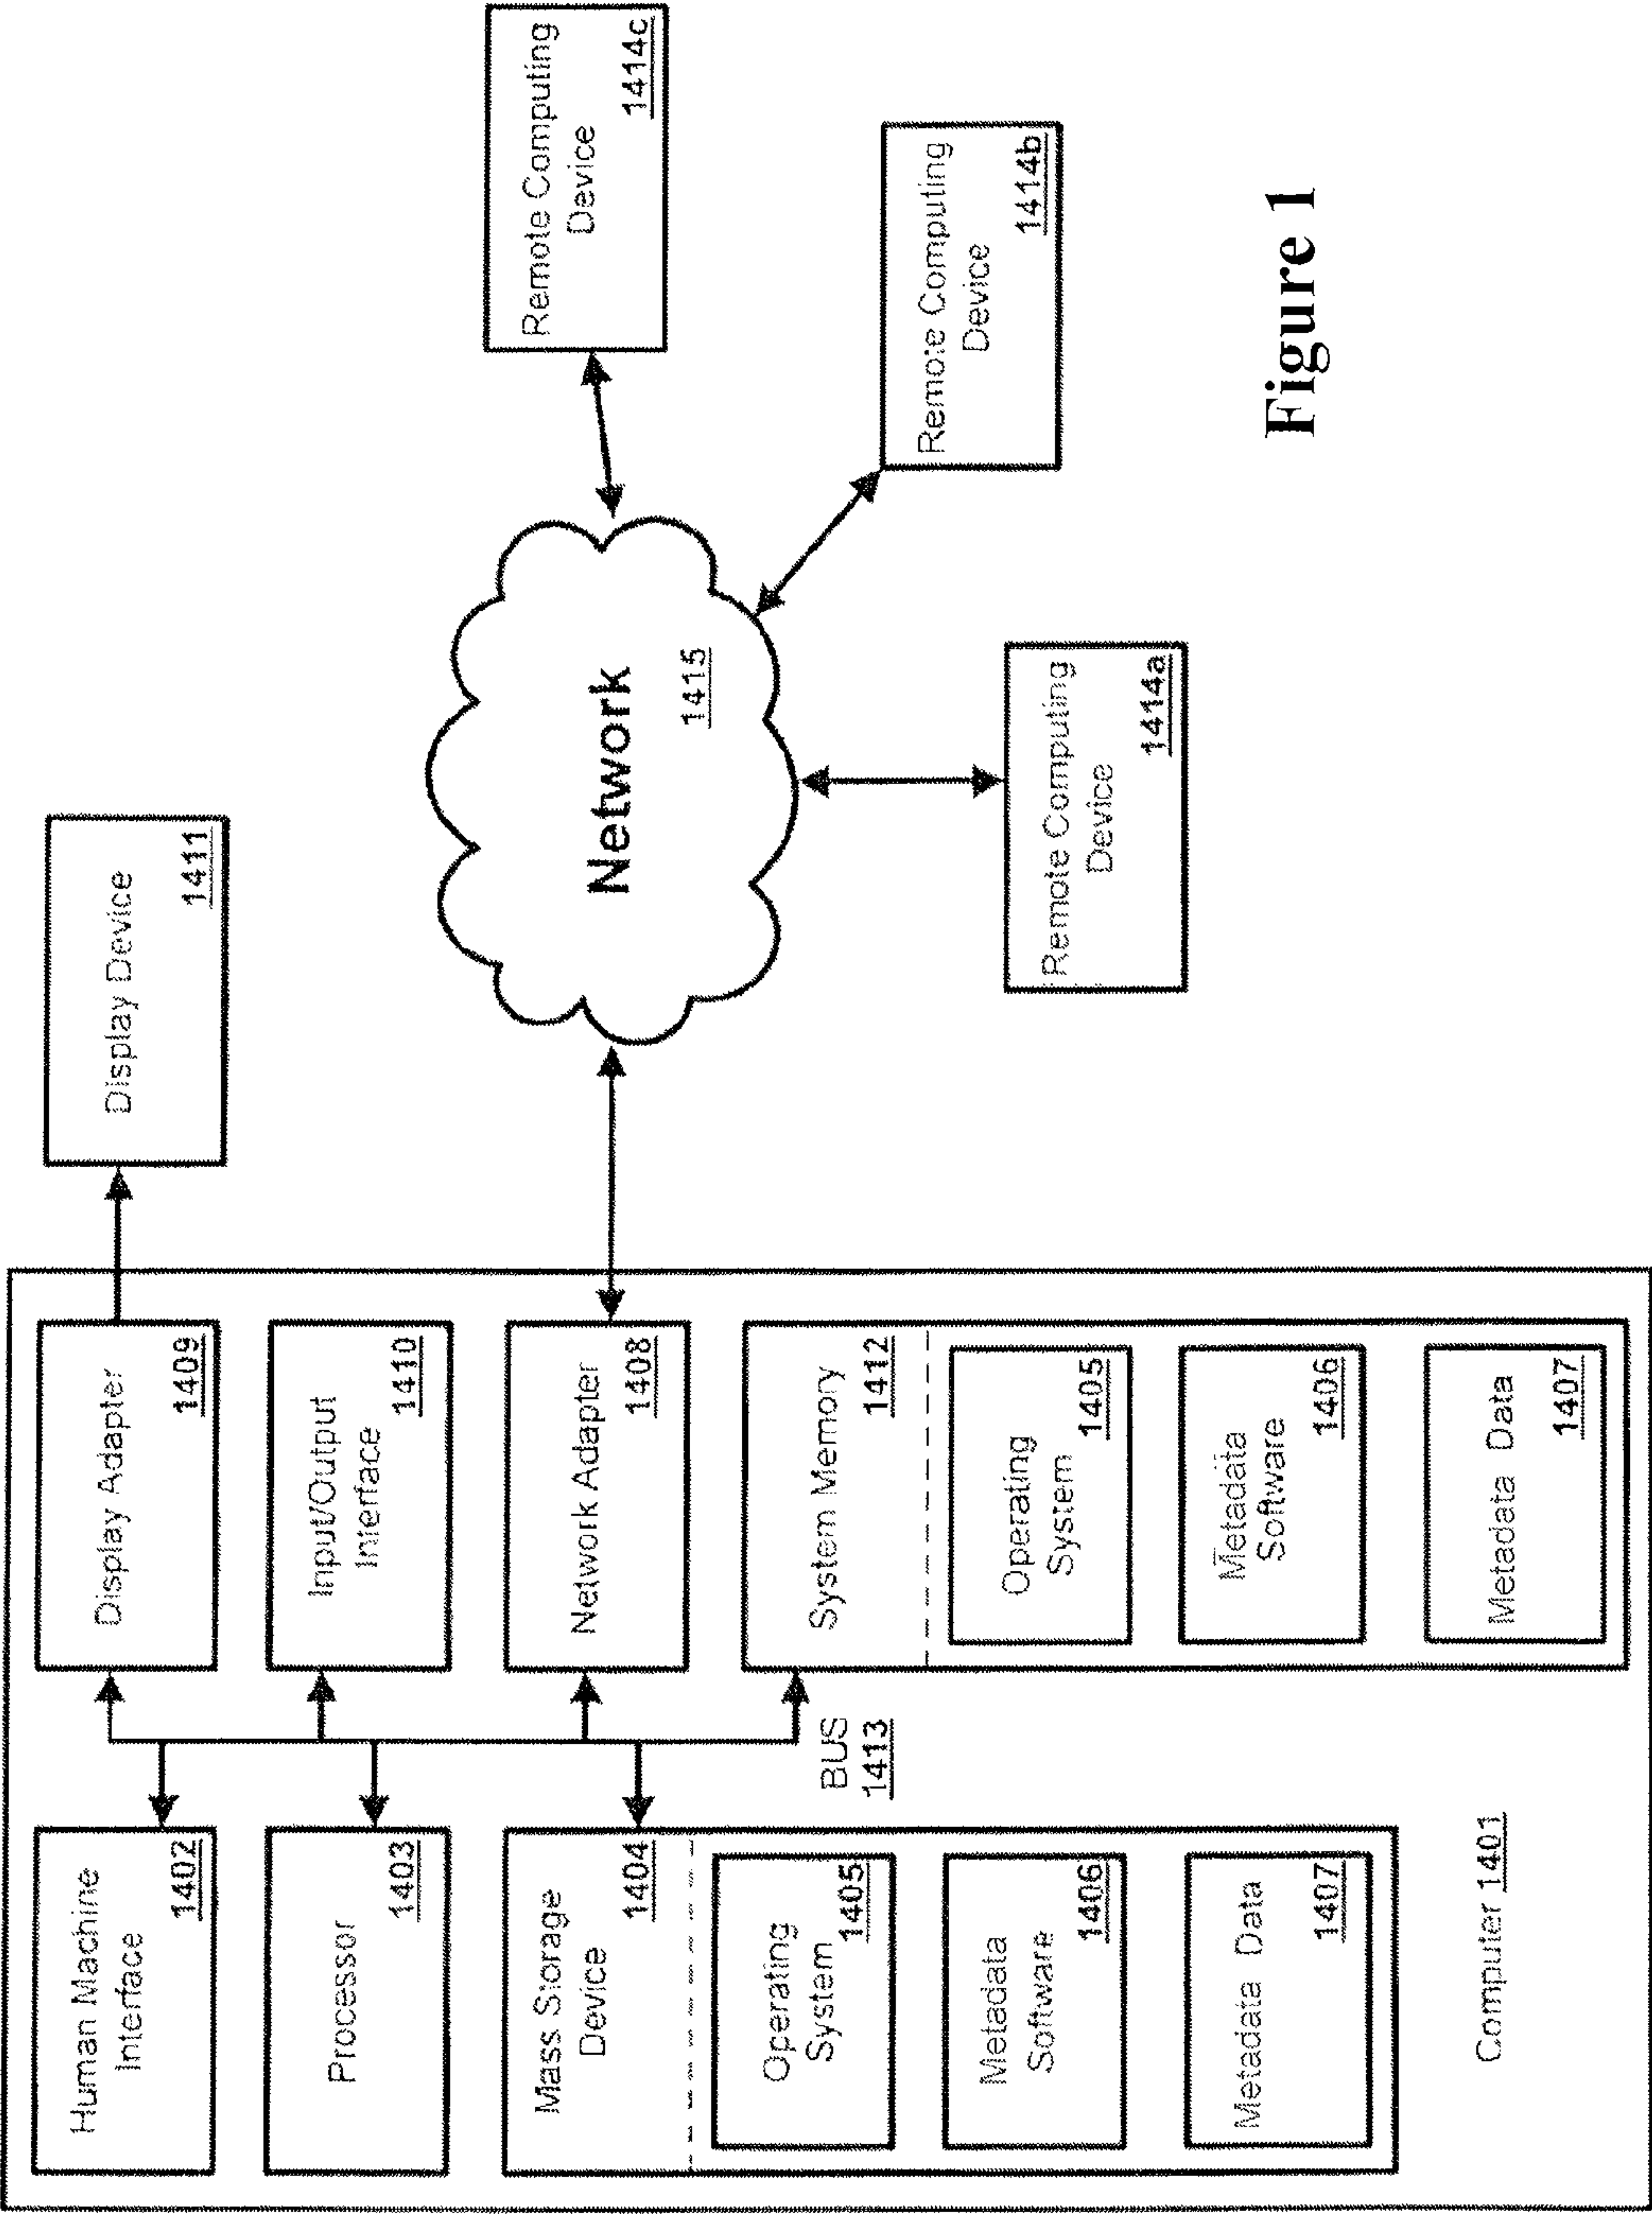 Human Machine
Interface
1402
Processor
1403
Mass Storage
Device
1404
Operating
System
1405
Metadata
Software
1406
Metadata Data
1407
Computer 1401
BUS
1413
Display Adapter
1409
Input/Output
Interface
1410
Network Adapter
1408
System Memory
1412
Operating
System
1405
Metadata
Software
1406
Metadata Data
1407
Display Device
1411
Network
1415
Remote Computing
Device
1414a
Remote Computing
Device
1414b
Remote Computing
Device
1414c
Figure 1